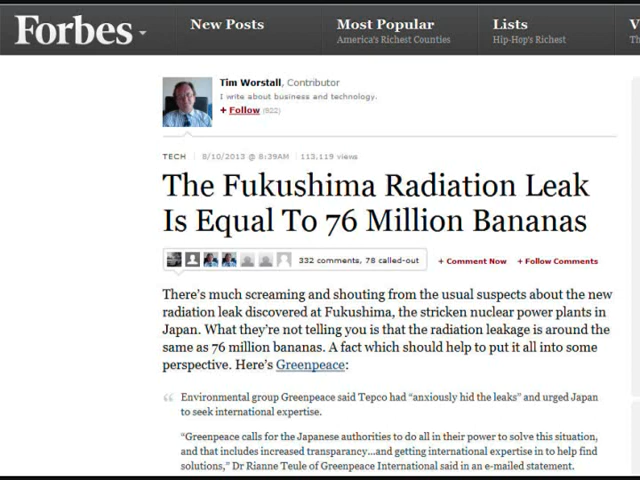 Forbes
New Posts
Most Popular
America's Richest Counties
Lists
Hip-Hop's Richest
V
Tim Worstall, Contributor
I write about business and technology.
+ Follow (822)
TECH | 8/10/2013 @ 8:39AM | 113,119 views
The Fukushima Radiation Leak
Is Equal To 76 Million Bananas
332 comments, 78 called-out
+ Comment Now + Follow Comments
There's much screaming and shouting from the usual suspects about the new
radiation leak discovered at Fukushima, the stricken nuclear power plants in
Japan. What they're not telling you is that the radiation leakage is around the
same as 76 million bananas. A fact which should help to put it all into some
perspective. Here's Greenpeace:
“ Environmental group Greenpeace said Tepco had “anxiously hid the leaks” and urged Japan
to seek international expertise.
“Greenpeace calls for the Japanese authorities to do all in their power to solve this situation,
and that includes increased transparency…and getting international expertise in to help find
solutions,” Dr Rianne Teule of Greenpeace International said in an e-mailed statement.